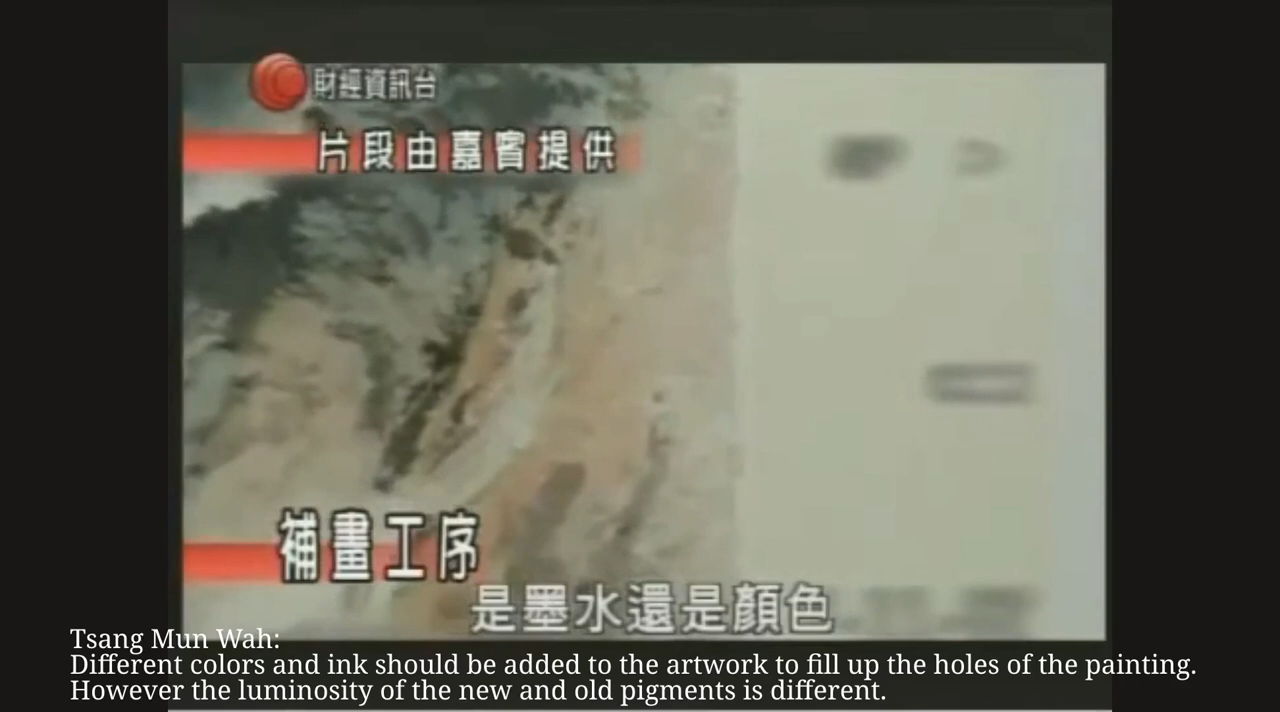 財經資訊台
片段由嘉賓提供
補畫工序
是墨水還是顏色
Tsang Mun Wah:
Different colors and ink should be added to the artwork to fill up the holes of the painting.
However the luminosity of the new and old pigments is different.